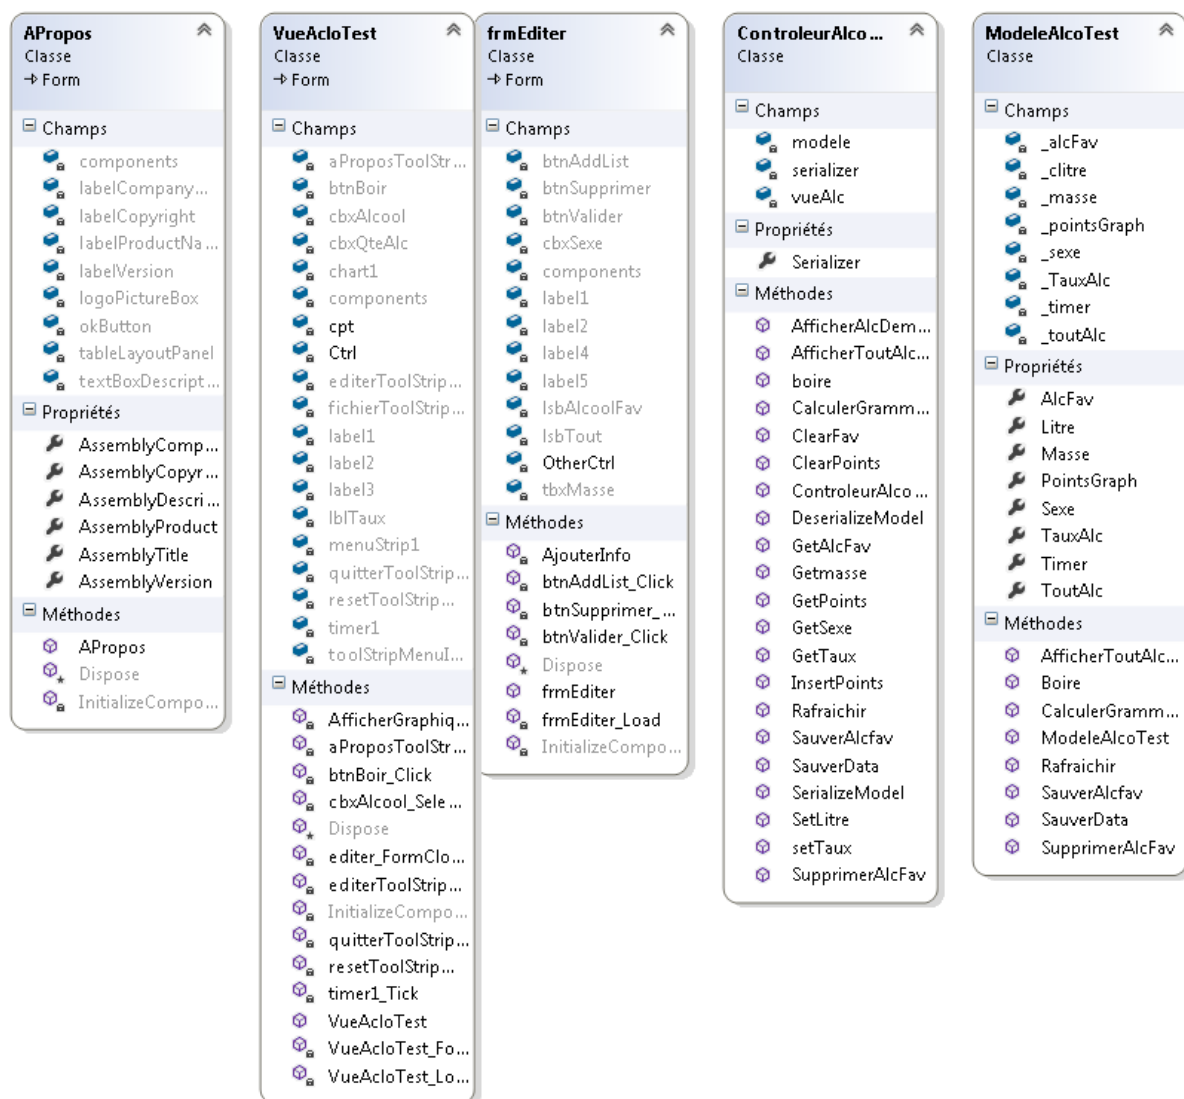 APropos
Classe
→ Form
Champs
components
labelCompany...
labelCopyright
labelProductNa...
labelVersion
logoPictureBox
okButton
tableLayoutPanel
textBoxDescript...
Propriétés
AssemblyComp...
AssemblyCopyr...
AssemblyDescri...
AssemblyProduct
AssemblyTitle
AssemblyVersion
Méthodes
APropos
Dispose
InitializeCompo...
VueAcloTest
Classe
→ Form
Champs
aProposToolStr...
btnBoir
cbxAlcool
cbxQteAlc
chart1
components
cpt
Ctrl
editerToolStrip...
fichierToolStrip...
label1
label2
label3
lblTaux
menuStrip1
quitterToolStrip...
resetToolStrip...
timer1
toolStripMenuI...
Méthodes
AfficherGraphiq...
aProposToolStr...
btnBoir_Click
cbxAlcool_Sele...
Dispose
editer_FormClo...
editerToolStrip...
InitializeCompo...
quitterToolStrip...
resetToolStrip...
timer1_Tick
VueAcloTest
VueAcloTest_Fo...
VueAcloTest_Lo...
frmEditer
Classe
→ Form
Champs
btnAddList
btnSupprimer
btnValider
cbxSexe
components
label1
label2
label4
label5
lsbAlcoolFav
lsbTout
OtherCtrl
tbxMasse
Méthodes
AjouterInfo
btnAddList_Click
btnSupprimer_...
btnValider_Click
Dispose
frmEditer
frmEditer_Load
InitializeCompo...
ControleurAlco...
Classe
Champs
modele
serializer
vueAlc
Propriétés
Serializer
Méthodes
AfficherAlcDem...
AfficherToutAlc...
boire
CalculerGramm...
ClearFav
ClearPoints
ControleurAlco...
DeserializeModel
GetAlcFav
Getmasse
GetPoints
GetSexe
GetTaux
InsertPoints
Rafraichir
SauverAlcfav
SauverData
SerializeModel
SetLitre
setTaux
SupprimerAlcFav
ModeleAlcoTest
Classe
Champs
_alcFav
_clitre
_masse
_pointsGraph
_sexe
_TauxAlc
_timer
_toutAlc
Propriétés
AlcFav
Litre
Masse
PointsGraph
Sexe
TauxAlc
Timer
ToutAlc
Méthodes
AfficherToutAlc...
Boire
CalculerGramm...
ModeleAlcoTest
Rafraichir
SauverAlcfav
SauverData
SupprimerAlcFav